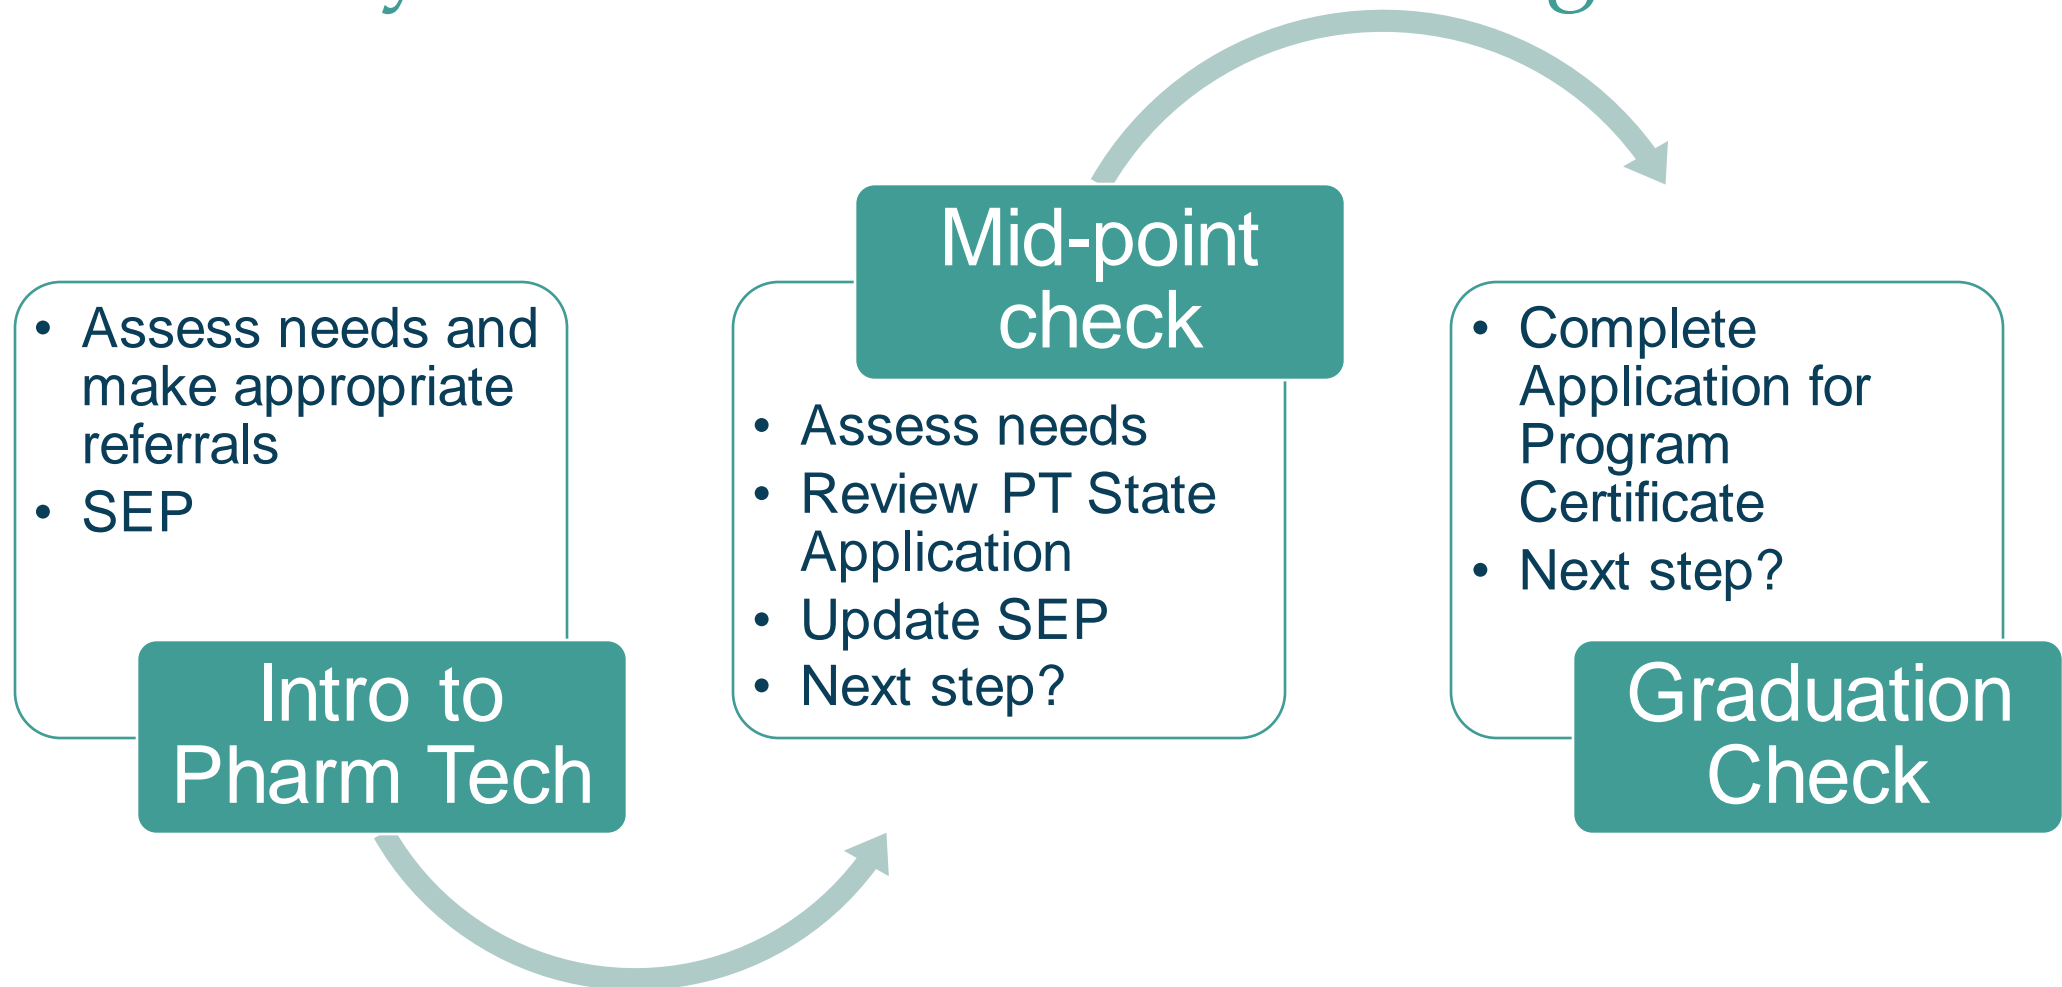 • Assess needs and
make appropriate
referrals
• SEP
Intro to
Pharm Tech
Mid-point
check
• Assess needs
• Review PT State
Application
• Update SEP
• Next step?
• Complete
Application for
Program
Certificate
• Next step?
Graduation
Check